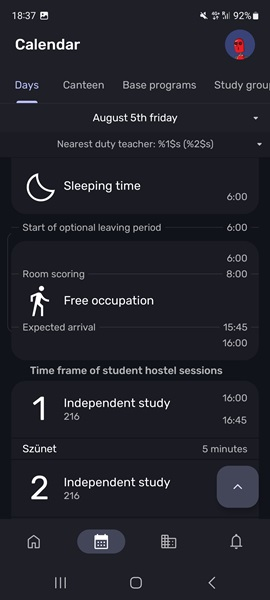 18:37 92%
Calendar
Days Canteen Base programs Study grou
August 5th friday
Nearest duty teacher: %1$s (%2$s)
Sleeping time
6:00
Start of optional leaving period 6:00
6:00
Room scoring 8:00
Free occupation
Expected arrival 15:45
16:00
Time frame of student hostel sessions
1 Independent study 16:00
216 16:45
Szünet 5 minutes
2 Independent study
216